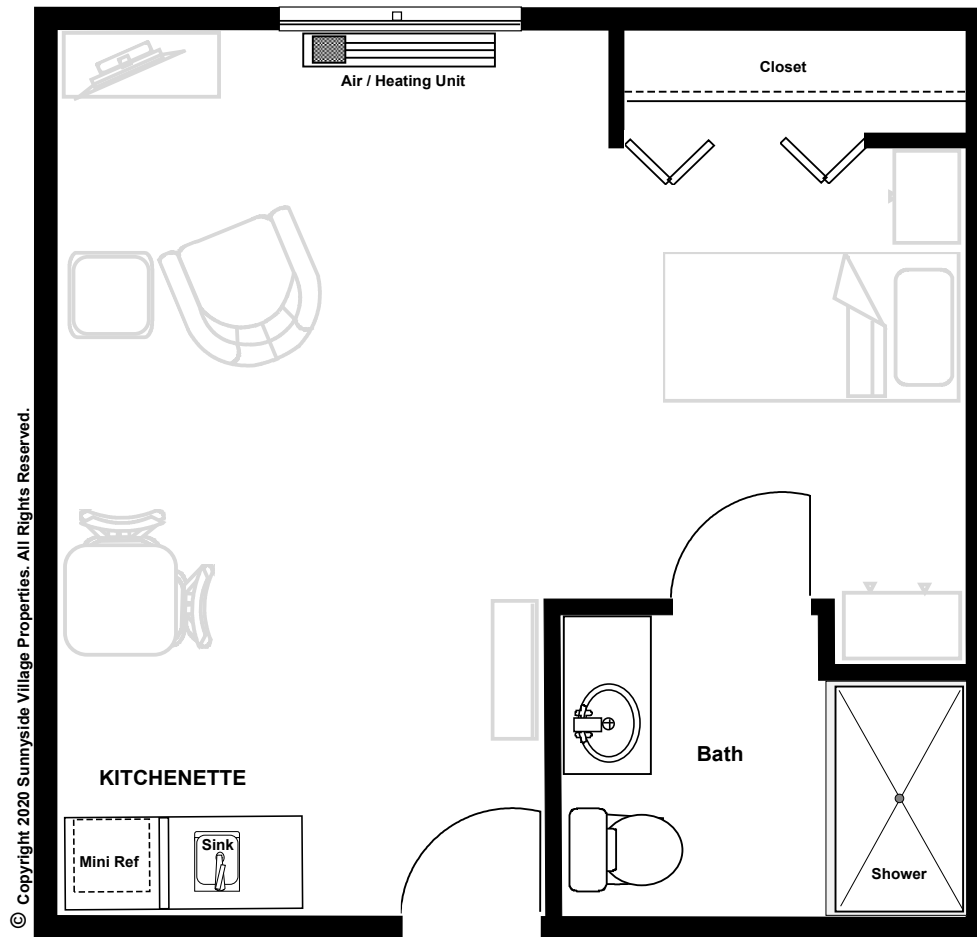 Air / Heating Unit
Closet
© Copyright 2020 Sunnyside Village Properties. All Rights Reserved.
KITCHENETTE
Bath
Mini Ref
Sink
Shower